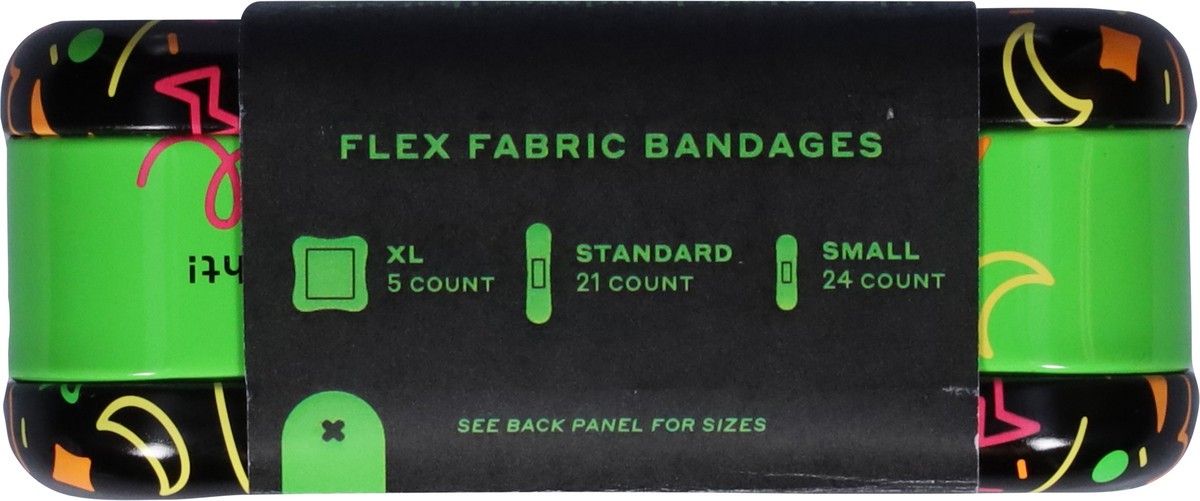 FLEX FABRIC BANDAGES
XL
5 COUNT
STANDARD
21 COUNT
SMALL
24 COUNT
SEE BACK PANEL FOR SIZES